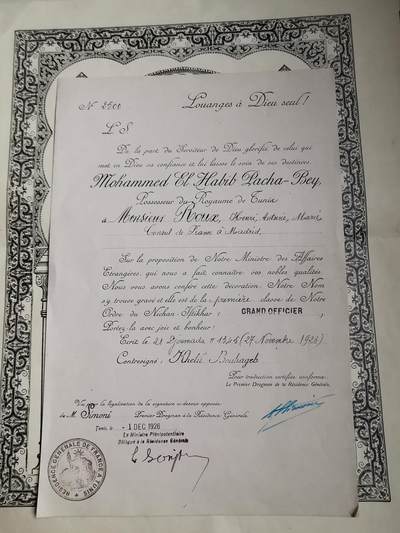 N° 2500
Louanges à Dieu seul !
L S
De la part du Serviteur de Dieu glorifié de celui qui
met en Dieu sa confiance et lui laisse le soin de ses destinées.
Mohammed El Habib Pacha-Bey,
Possesseur du Royaume de Tunis
à Monsieur Roux, Henri, Marie
Consul de France à Madrid,
Sur la proposition de Notre Ministre des Affaires
Etrangères, qui nous a fait connaître vos nobles qualités
Nous vous avons conféré cette décoration. Notre Nom
s'y trouve gravé et elle est de la première classe de Notre
Ordre du Nichan-Iftikhar : GRAND OFFICIER
Portez-la avec joie et bonheur !
Ecrit le 21 Djoumada 1345 (27 Novembre 1926)
Contresigné : Khelil Bouhageb
Pour traduction certifiée conforme :
Le Premier Drogman de la Résidence Générale,
Vu pour la légalisation de la signature ci-dessus apposée
de M. Simoni Premier Drogman à la Résidence Générale
Tunis, le - 1 DEC 1926
Le Ministre Plénipotentiaire
Délégué à la Résidence Générale
RÉSIDENCE GÉNÉRALE DE FRANCE A TUNIS